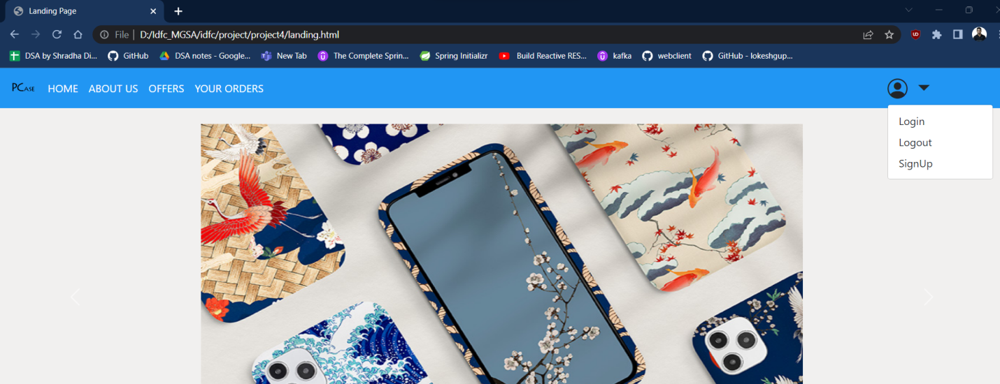 Landing Page
File | D:/Idfc_MGSA/idfc/project/project4/landing.html
DSA by Shradha Di... GitHub DSA notes - Google... New Tab The Complete Sprin... Spring Initializr Build Reactive RES... kafka webclient GitHub - lokeshgup...
PCASE HOME ABOUT US OFFERS YOUR ORDERS
Login
Logout
SignUp